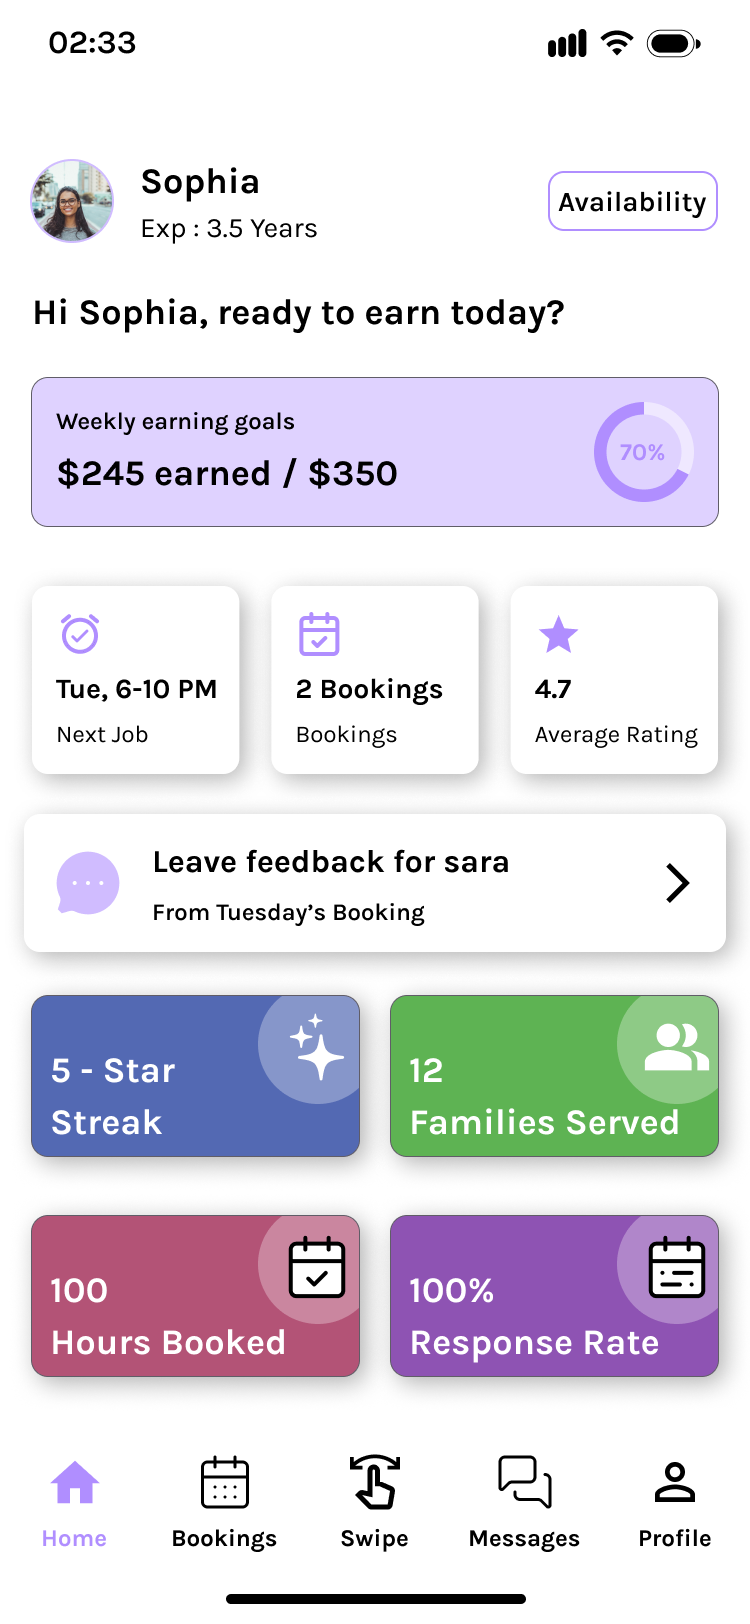 02:33
Sophia
Exp : 3.5 Years
Availability
Hi Sophia, ready to earn today?
Weekly earning goals
$245 earned / $350
70%
Tue, 6-10 PM
Next Job
2 Bookings
Bookings
4.7
Average Rating
Leave feedback for sara
From Tuesday’s Booking
5 - Star
Streak
12
Families Served
100
Hours Booked
100%
Response Rate
Home
Bookings
Swipe
Messages
Profile